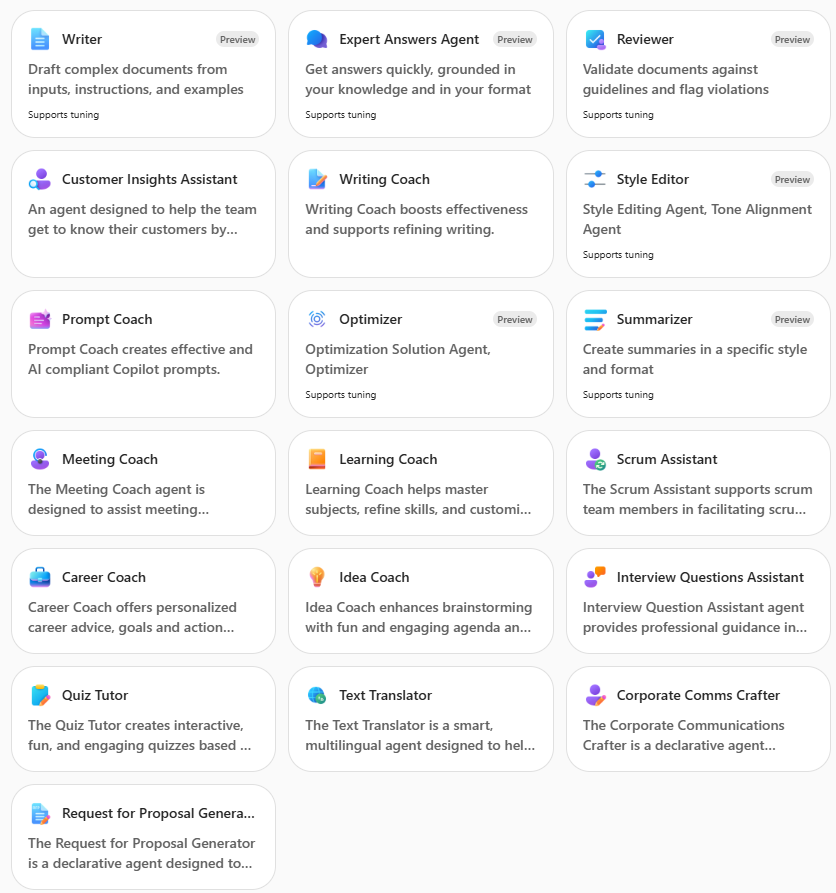 Writer
Preview
Draft complex documents from
inputs, instructions, and examples
Supports tuning
Expert Answers Agent
Preview
Get answers quickly, grounded in
your knowledge and in your format
Supports tuning
Reviewer
Preview
Validate documents against
guidelines and flag violations
Supports tuning
Customer Insights Assistant
An agent designed to help the team
get to know their customers by...
Writing Coach
Writing Coach boosts effectiveness
and supports refining writing.
Style Editor
Preview
Style Editing Agent, Tone Alignment
Agent
Supports tuning
Prompt Coach
Prompt Coach creates effective and
AI compliant Copilot prompts.
Optimizer
Preview
Optimization Solution Agent,
Optimizer
Supports tuning
Summarizer
Preview
Create summaries in a specific style
and format
Supports tuning
Meeting Coach
The Meeting Coach agent is
designed to assist meeting...
Learning Coach
Learning Coach helps master
subjects, refine skills, and customi...
Scrum Assistant
The Scrum Assistant supports scrum
team members in facilitating scru...
Career Coach
Career Coach offers personalized
career advice, goals and action...
Idea Coach
Idea Coach enhances brainstorming
with fun and engaging agenda an...
Interview Questions Assistant
Interview Question Assistant agent
provides professional guidance in...
Quiz Tutor
The Quiz Tutor creates interactive,
fun, and engaging quizzes based ...
Text Translator
The Text Translator is a smart,
multilingual agent designed to hel...
Corporate Comms Crafter
The Corporate Communications
Crafter is a declarative agent...
Request for Proposal Genera...
The Request for Proposal Generator
is a declarative agent designed to...